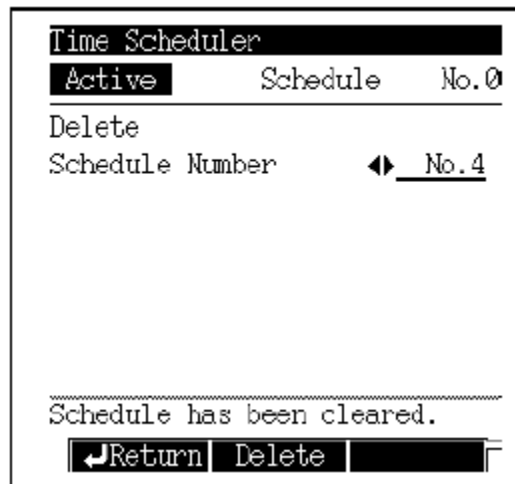 Time Scheduler
Active Schedule No.0
Delete
Schedule Number No.4
Schedule has been cleared.
Return Delete